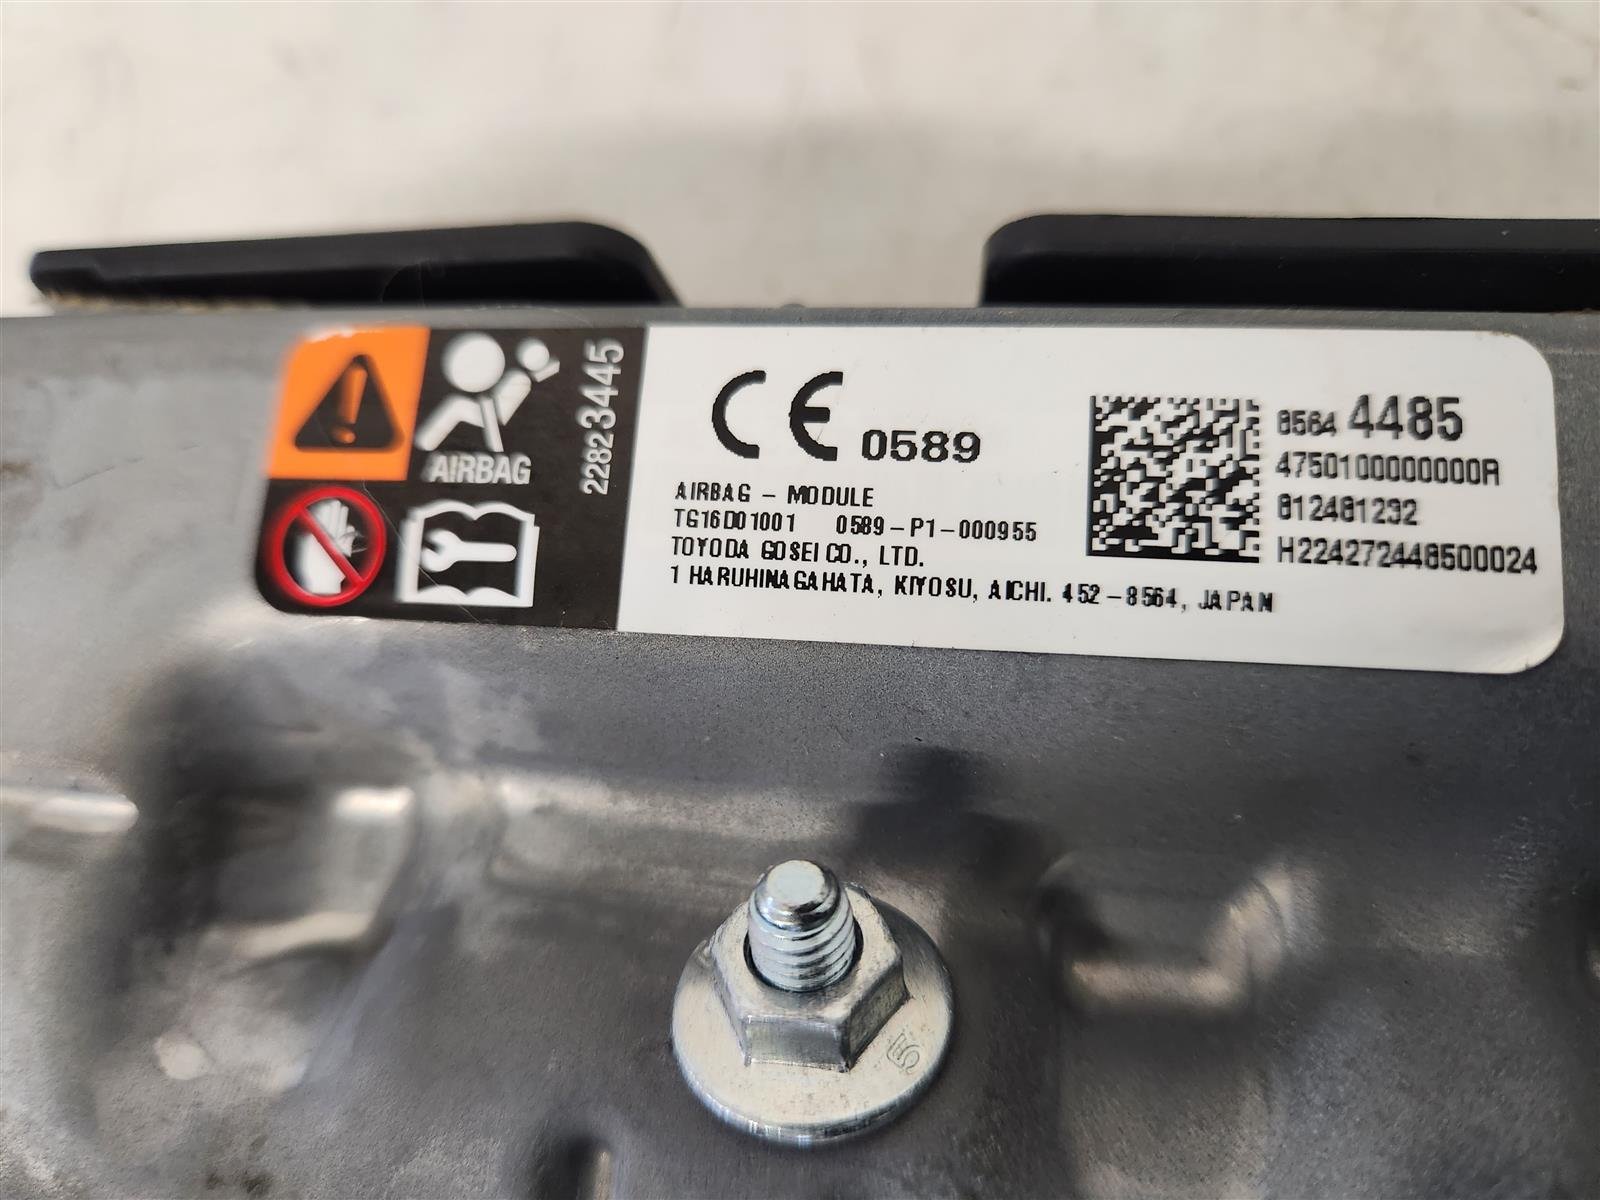 AIRBAG
22823445
CE 0589
AIRBAG - MODULE
TG16D01001 0589-P1-000955
TOYODA GOSEI CO., LTD.
1 HARUHINAGAHATA, KIYOSU, AICHI. 452-8564, JAPAN
8564 4485
4750100000000R
812481232
H224272448500024